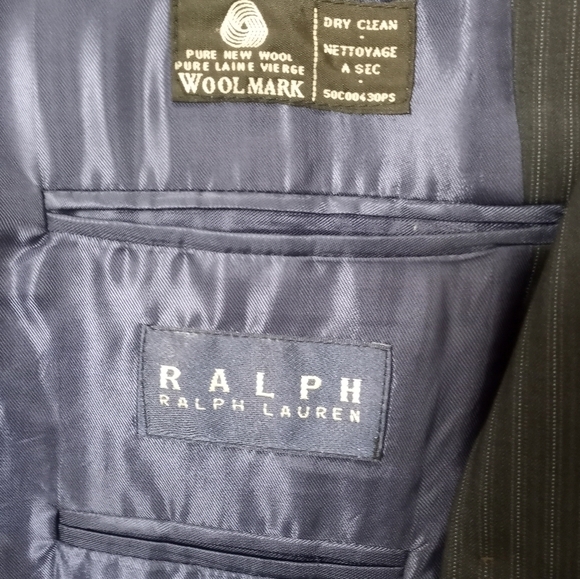 PURE NEW WOOL
PURE LAINE VIERGE
WOOLMARK
DRY CLEAN
-
NETTOYAGE
A SEC
-
50C00430PS
RALPH
RALPH LAUREN